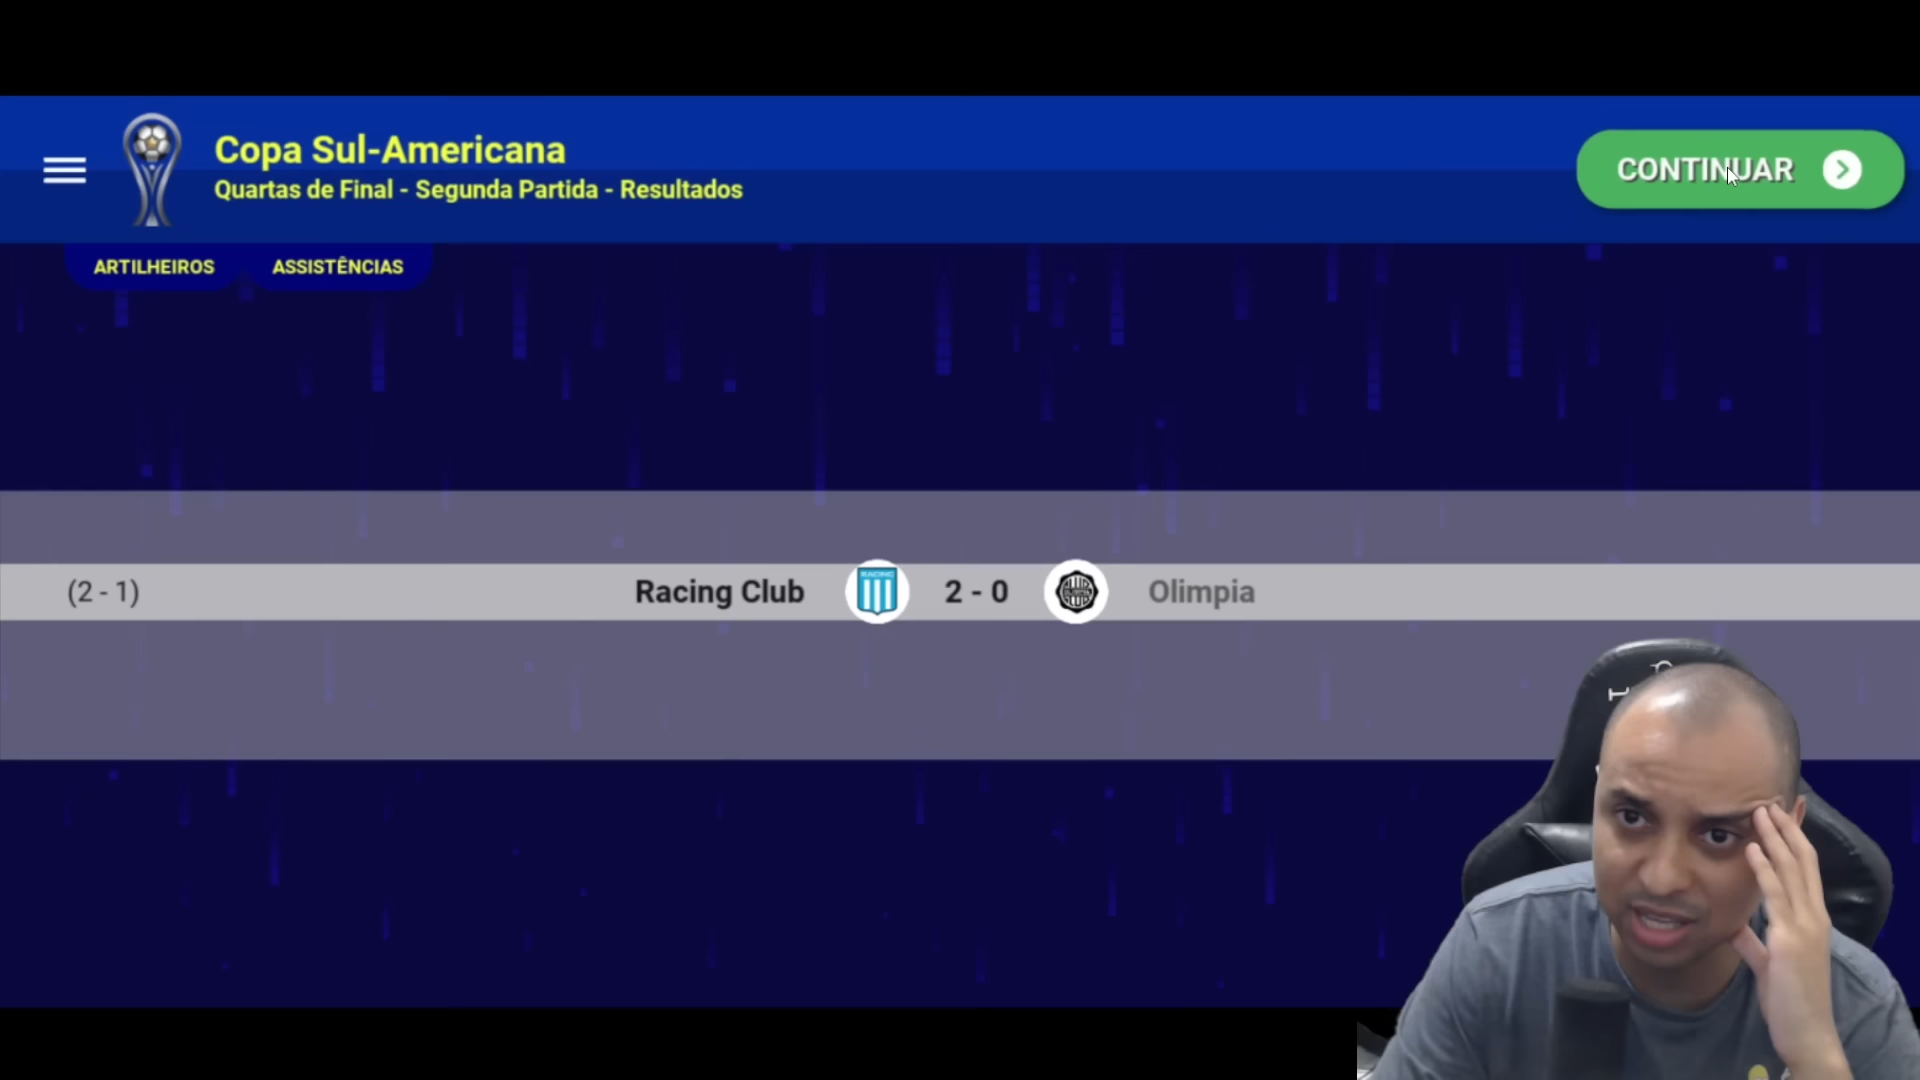 Copa Sul-Americana
Quartas de Final - Segunda Partida - Resultados
CONTINUAR
ARTILHEIROS
ASSISTÊNCIAS
(2 - 1)
Racing Club
RACING
2 - 0
Olimpia